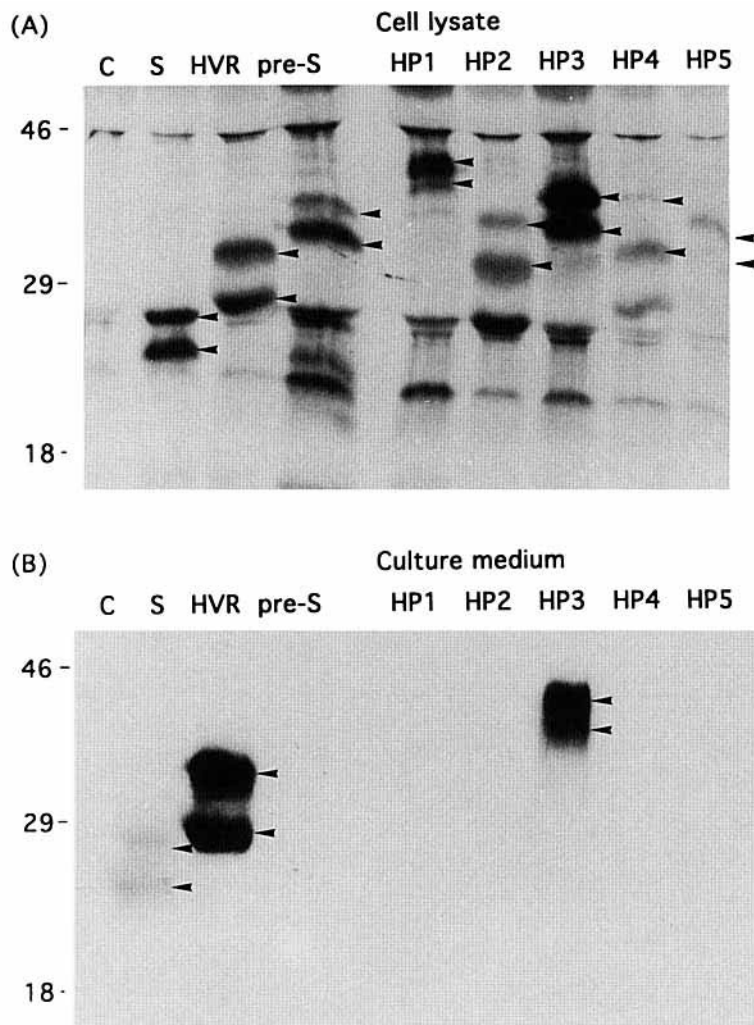 (A) Cell lysate
C S HVR pre-S HP1 HP2 HP3 HP4 HP5
46 -
29 -
18 -
(B) Culture medium
C S HVR pre-S HP1 HP2 HP3 HP4 HP5
46 -
29 -
18 -